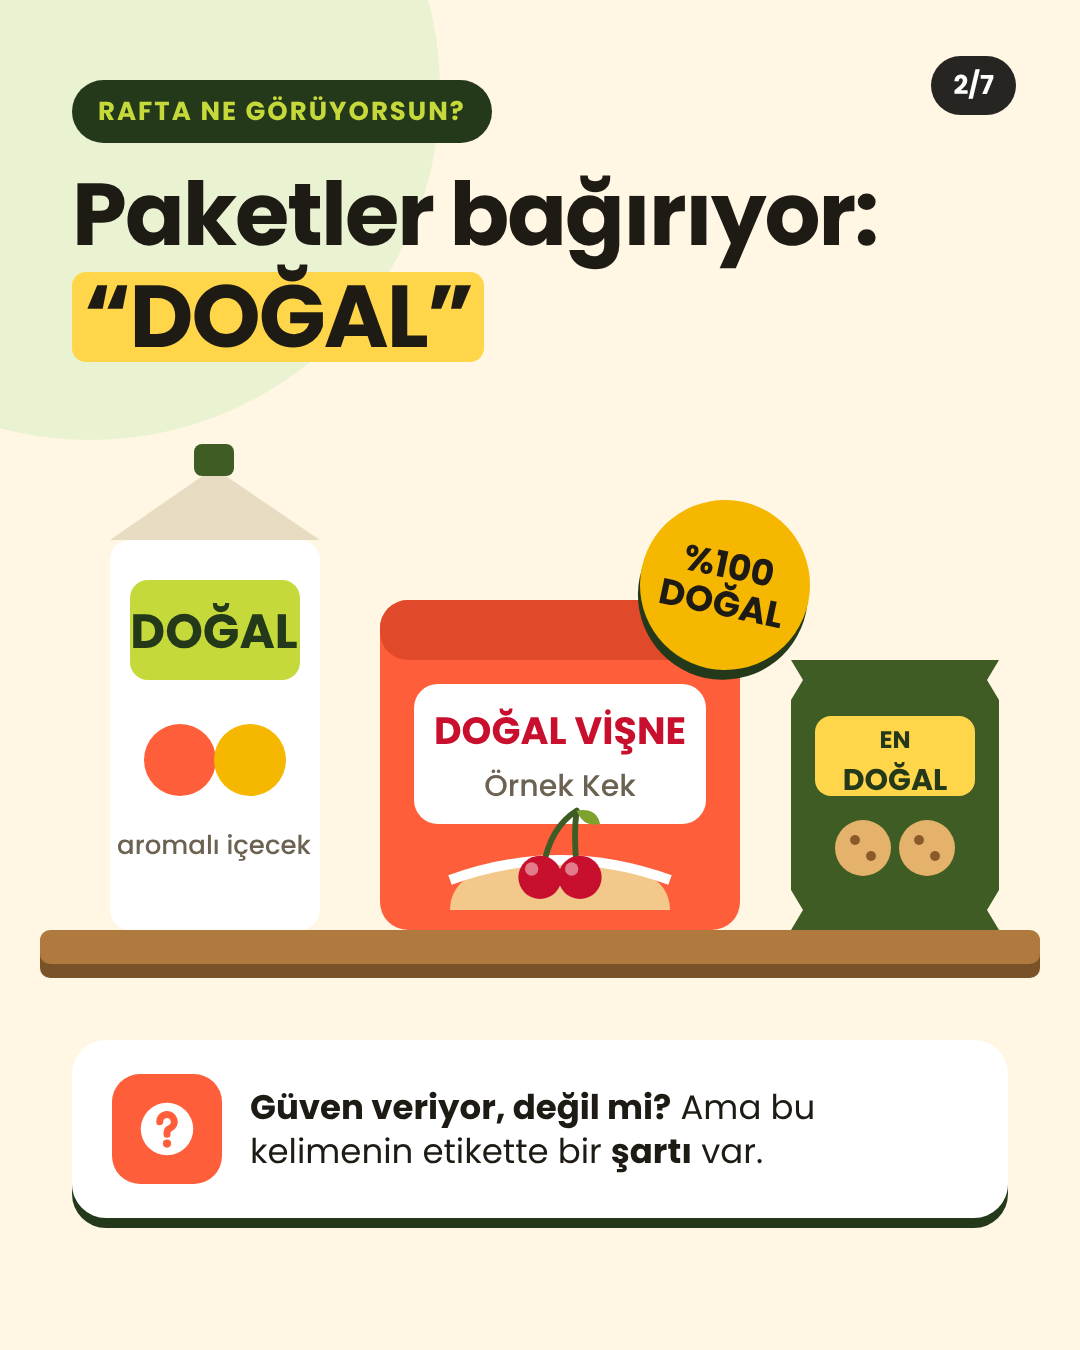 RAFTA NE GÖRÜYORSUN?
2/7
Paketler bağırıyor:
“DOĞAL”
DOĞAL
aromalı içecek
%100
DOĞAL
DOĞAL VİŞNE
Örnek Kek
EN
DOĞAL
?
Güven veriyor, değil mi? Ama bu
kelimenin etikette bir şartı var.